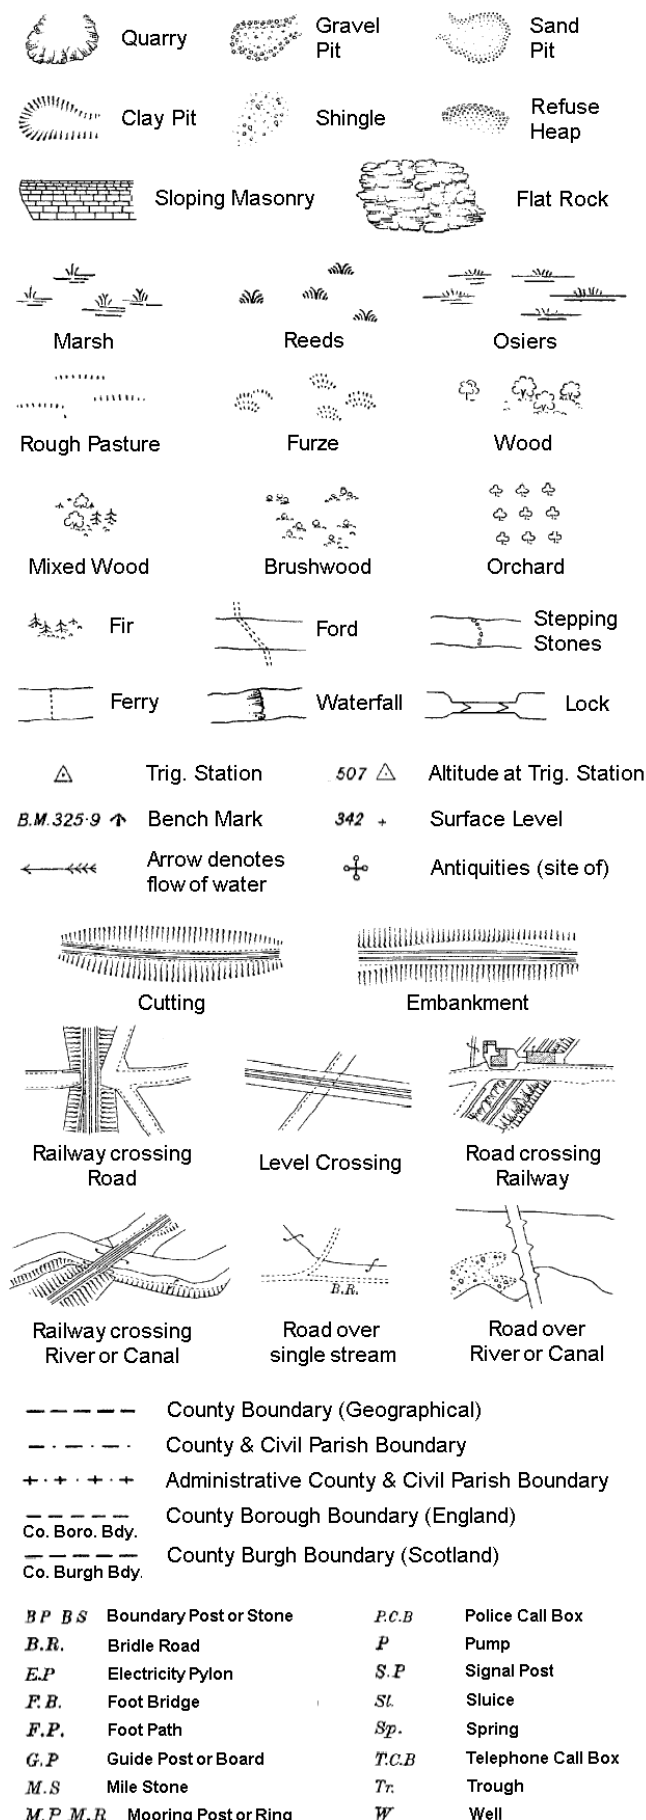 Quarry
Gravel
Pit
Sand
Pit
Clay Pit
Shingle
Refuse
Heap
Sloping Masonry
Flat Rock
Marsh
Reeds
Osiers
Rough Pasture
Furze
Wood
Mixed Wood
Brushwood
Orchard
Fir
Ford
Stepping
Stones
Ferry
Waterfall
Lock
Trig. Station
507
Altitude at Trig. Station
B.M.325·9
Bench Mark
342
Surface Level
Arrow denotes
flow of water
Antiquities (site of)
Cutting
Embankment
Railway crossing
Road
Level Crossing
Road crossing
Railway
Railway crossing
River or Canal
B.R.
Road over
single stream
Road over
River or Canal
County Boundary (Geographical)
County & Civil Parish Boundary
Administrative County & Civil Parish Boundary
Co. Boro. Bdy.
County Borough Boundary (England)
Co. Burgh Bdy.
County Burgh Boundary (Scotland)
B P B S Boundary Post or Stone
P.C.B Police Call Box
B.R. Bridle Road
P Pump
E.P Electricity Pylon
S.P Signal Post
F.B. Foot Bridge
Sl. Sluice
F.P. Foot Path
Sp. Spring
G.P Guide Post or Board
T.C.B Telephone Call Box
M.S Mile Stone
Tr. Trough
M.P M.R Mooring Post or Ring
W Well